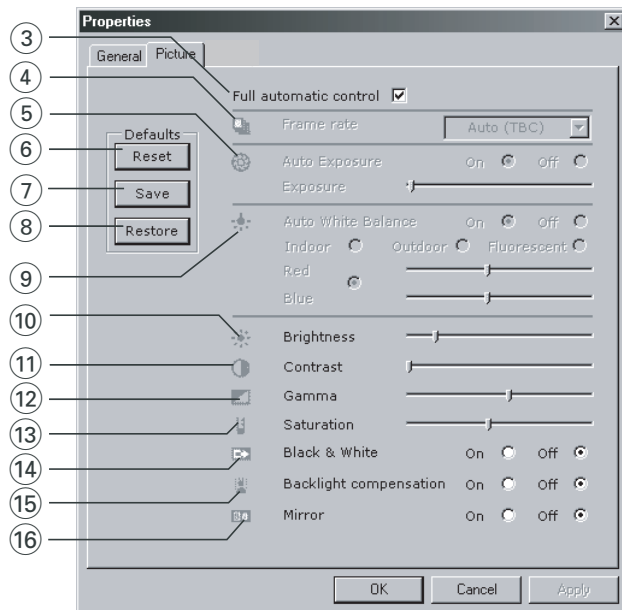 Properties
General Picture
3
Full automatic control
4
Frame rate Auto (TBC)
Defaults
5
Auto Exposure On Off
6
Reset
Exposure
7
Save
8
Restore
Auto White Balance On Off
Indoor Outdoor Fluorescent
9
Red
Blue
10
Brightness
11
Contrast
12
Gamma
13
Saturation
14
Black & White On Off
15
Backlight compensation On Off
16
Mirror On Off
OK Cancel Apply